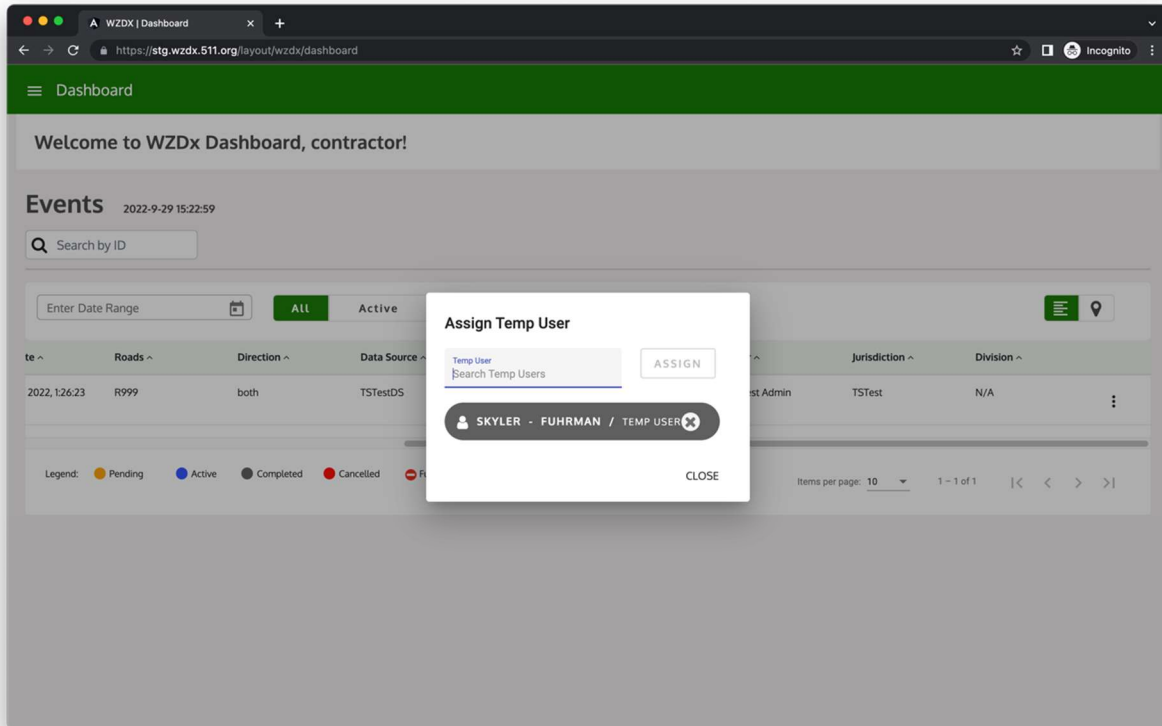 WZDX | Dashboard
https://stg.wzdx.511.org/layout/wzdx/dashboard
Incognito
Dashboard
Welcome to WZDx Dashboard, contractor!
Events 2022-9-29 15:22:59
Search by ID
Enter Date Range All Active
Assign Temp User
Temp User
Search Temp Users
ASSIGN
te Roads Direction Data Source Jurisdiction Division
2022, 1:26:23 R999 both TSTestDS st Admin TSTest N/A
SKYLER - FUHRMAN / TEMP USER
CLOSE
Legend: Pending Active Completed Cancelled
Items per page: 10 1 – 1 of 1